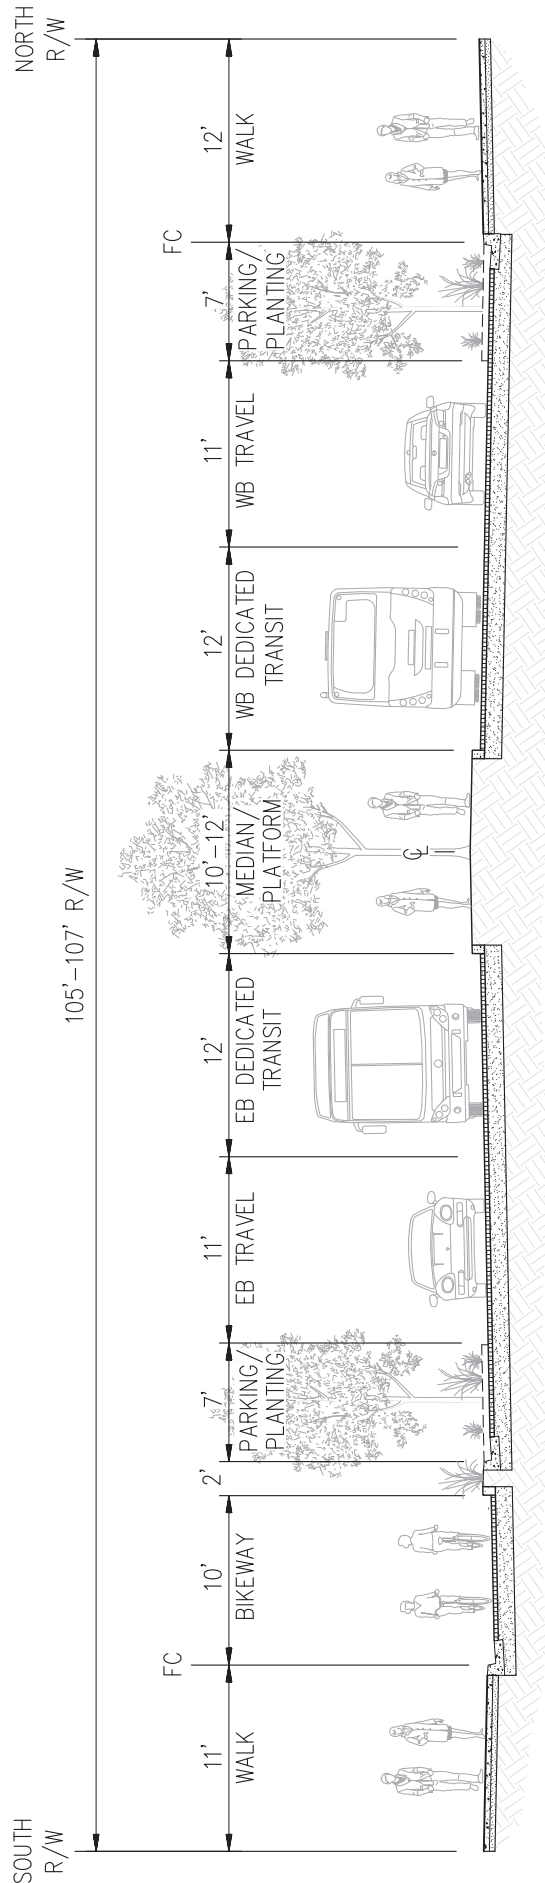 SOUTH
R/W
NORTH
R/W
105'-107' R/W
FC
FC
11'
WALK
10'
BIKEWAY
2'
7'
PARKING/
PLANTING
11'
EB TRAVEL
12'
EB DEDICATED
TRANSIT
10'-12'
MEDIAN/
PLATFORM
12'
WB DEDICATED
TRANSIT
11'
WB TRAVEL
7'
PARKING/
PLANTING
12'
WALK
CL